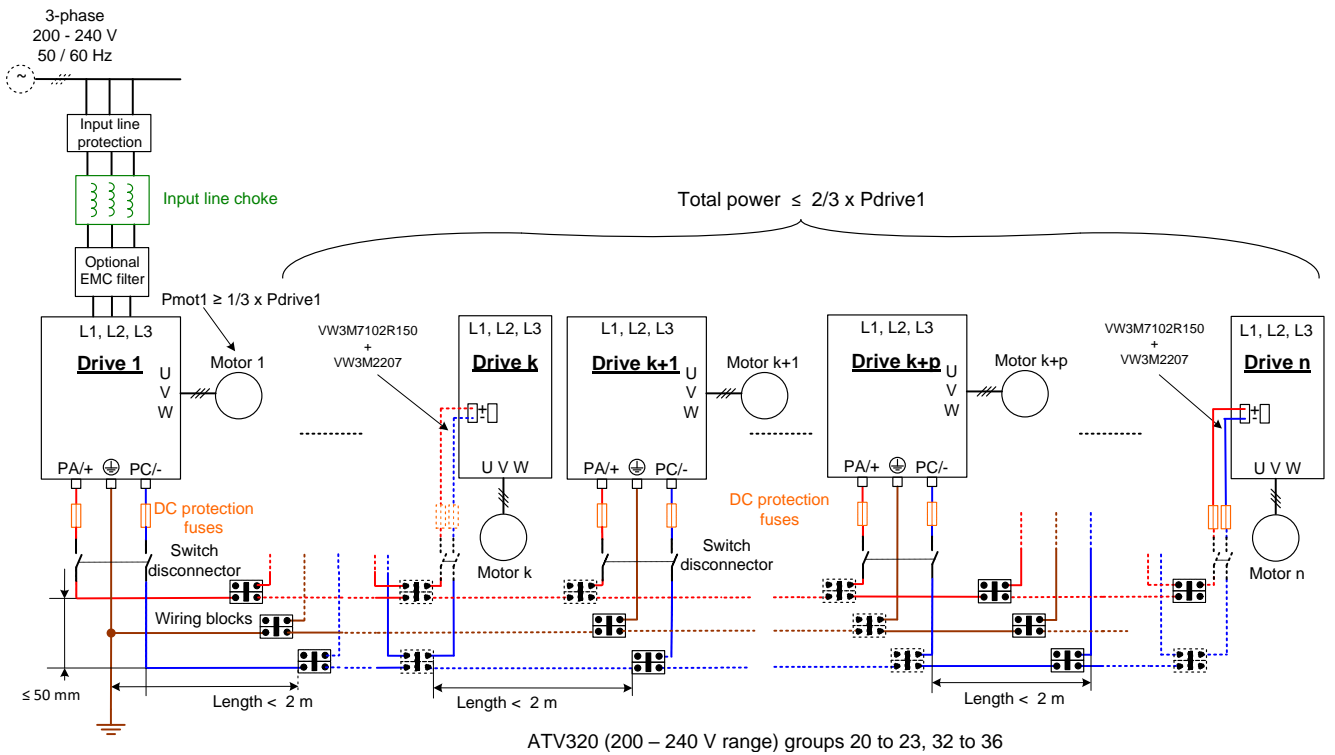 3-phase
200 - 240 V
50 / 60 Hz
~
Input line
protection
Input line choke
Total power ≤ 2/3 x Pdrive1
Optional
EMC filter
Pmot1 ≥ 1/3 x Pdrive1
L1, L2, L3
Drive 1
U
V
W
Motor 1
PA/+
PC/-
VW3M7102R150
+
VW3M2207
L1, L2, L3
Drive k
+
-
U V W
Motor k
L1, L2, L3
Drive k+1
U
V
W
Motor k+1
PA/+
PC/-
L1, L2, L3
Drive k+p
U
V
W
Motor k+p
PA/+
PC/-
VW3M7102R150
+
VW3M2207
L1, L2, L3
Drive n
+
-
U V W
Motor n
DC protection
fuses
Switch
disconnector
Switch
disconnector
DC protection
fuses
Wiring blocks
≤ 50 mm
Length < 2 m
Length < 2 m
Length < 2 m
ATV320 (200 – 240 V range) groups 20 to 23, 32 to 36